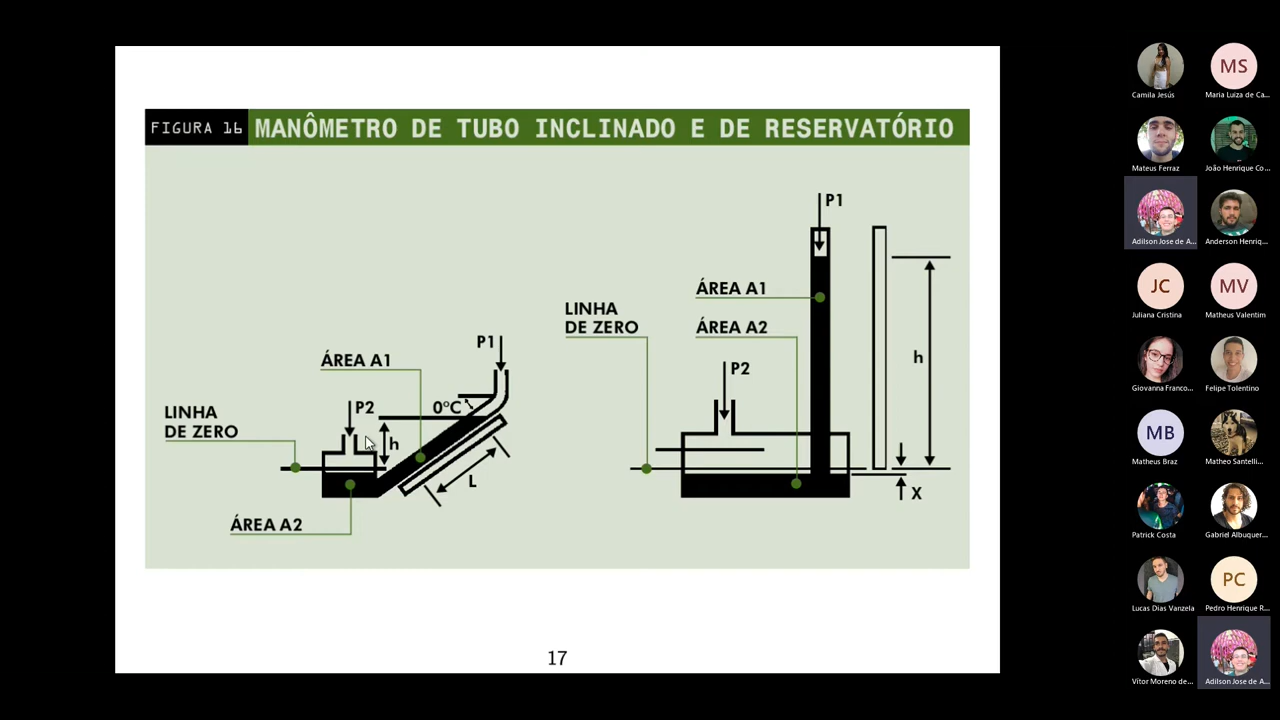 FIGURA 16 MANÔMETRO DE TUBO INCLINADO E DE RESERVATÓRIO
P1
ÁREA A1
LINHA
DE ZERO
ÁREA A2
P2
h
X
P1
ÁREA A1
P2
0ºC
LINHA
DE ZERO
h
L
ÁREA A2
17
Camila Jesús
MS
Maria Luiza de Ca...
Mateus Ferraz
João Henrique Co...
Adilson Jose de A...
Anderson Henriq...
JC
Juliana Cristina
MV
Matheus Valentim
Giovanna Franco...
Felipe Tolentino
MB
Matheus Braz
Matheo Santelli...
Patrick Costa
Gabriel Albuquer...
Lucas Dias Vanzela
PC
Pedro Henrique R...
Vítor Moreno de...
Adilson Jose de A...